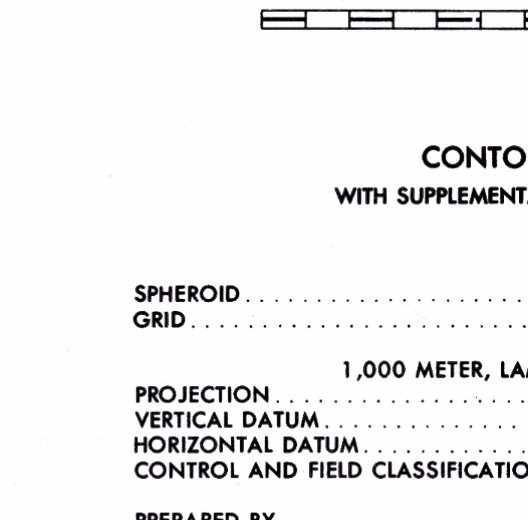 CONTO
WITH SUPPLEMENT
SPHEROID . . . . . . . . . . . . . . . . . . . .
GRID . . . . . . . . . . . . . . . . . . . . . . . .
1,000 METER, LA
PROJECTION . . . . . . . . . . . . . . . . . .
VERTICAL DATUM . . . . . . . . . . . . . .
HORIZONTAL DATUM . . . . . . . . . . . .
CONTROL AND FIELD CLASSIFICATIO
PREPARED BY